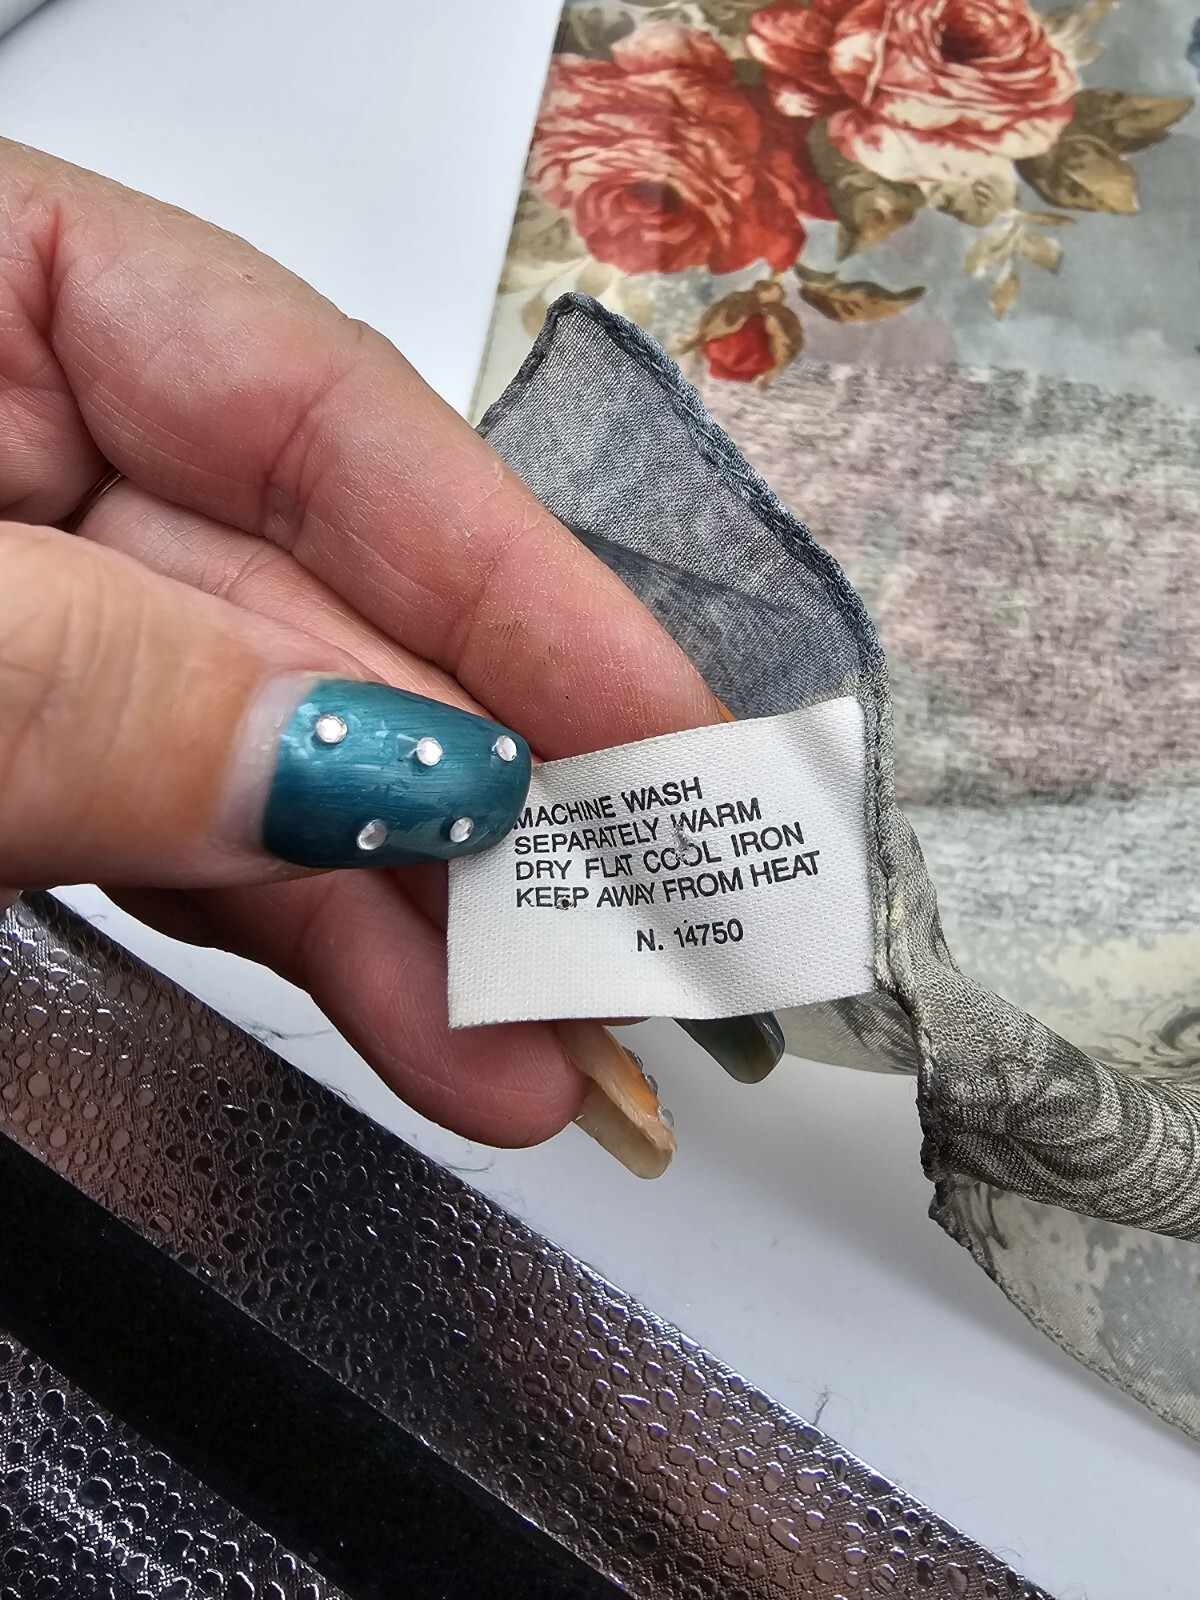 MACHINE WASH
SEPARATELY WARM
DRY FLAT COOL IRON
KEEP AWAY FROM HEAT
N. 14750